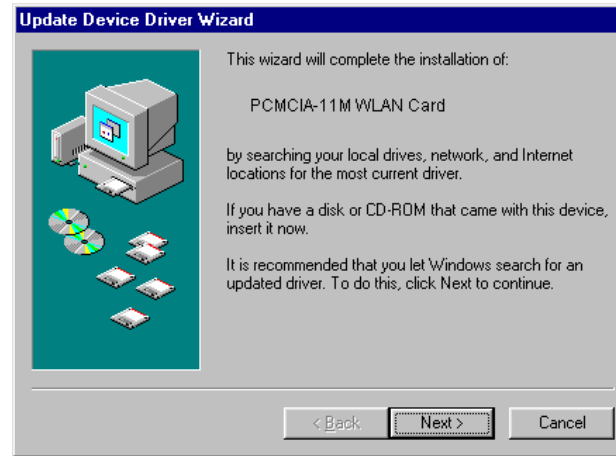 Update Device Driver Wizard
This wizard will complete the installation of:
PCMCIA-11M WLAN Card
by searching your local drives, network, and Internet
locations for the most current driver.
If you have a disk or CD-ROM that came with this device,
insert it now.
It is recommended that you let Windows search for an
updated driver. To do this, click Next to continue.
< Back
Next >
Cancel